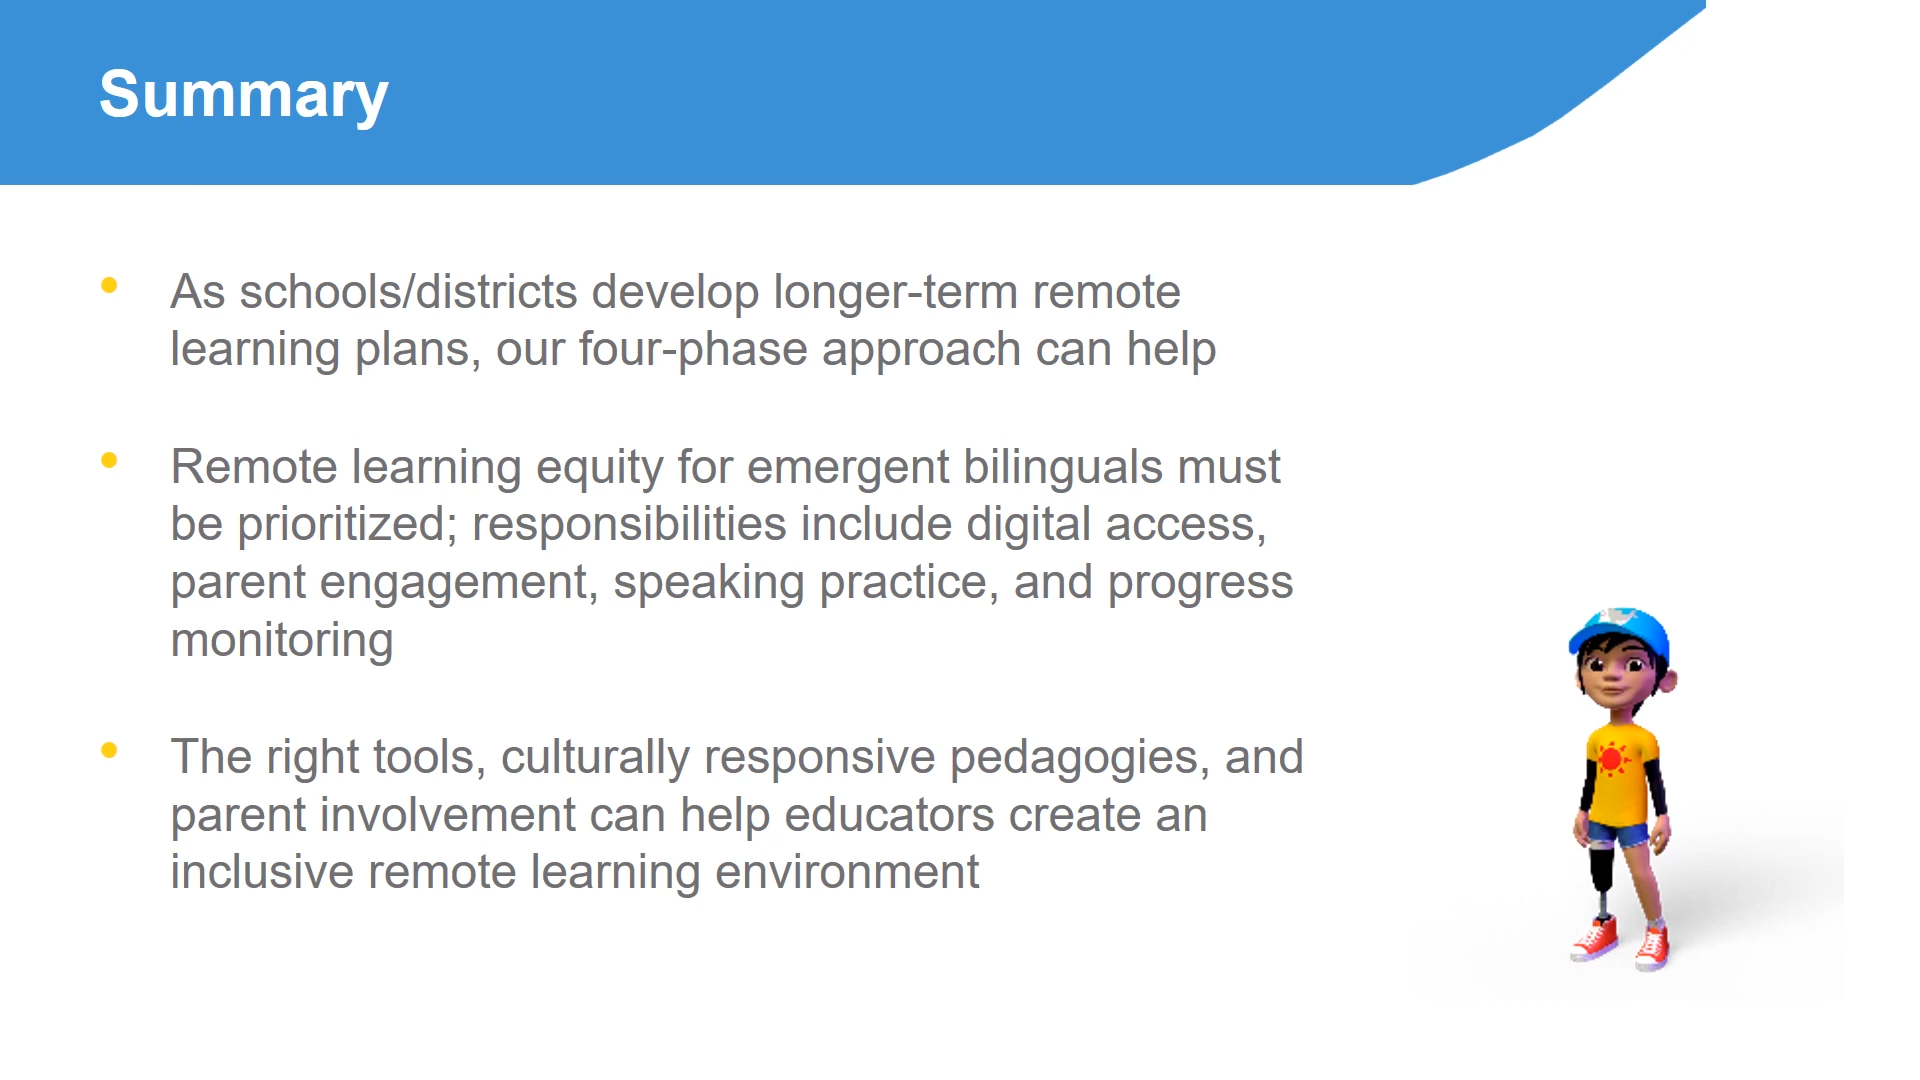 Summary
As schools/districts develop longer-term remote
learning plans, our four-phase approach can help
Remote learning equity for emergent bilinguals must
be prioritized; responsibilities include digital access,
parent engagement, speaking practice, and progress
monitoring
The right tools, culturally responsive pedagogies, and
parent involvement can help educators create an
inclusive remote learning environment